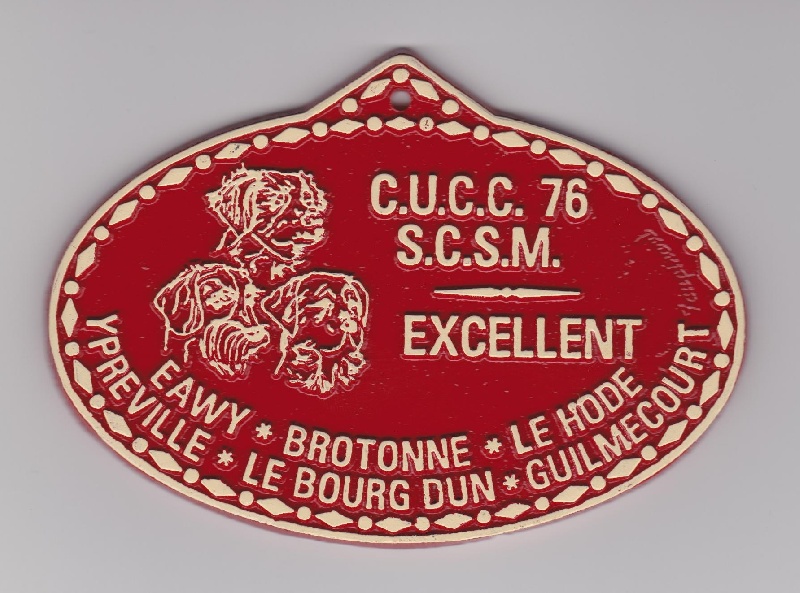 C.U.C.C. 76
S.C.S.M.
EXCELLENT
EAWY * BROTONNE * LE HODE
YPREVILLE * LE BOURG DUN * GUILMECOURT